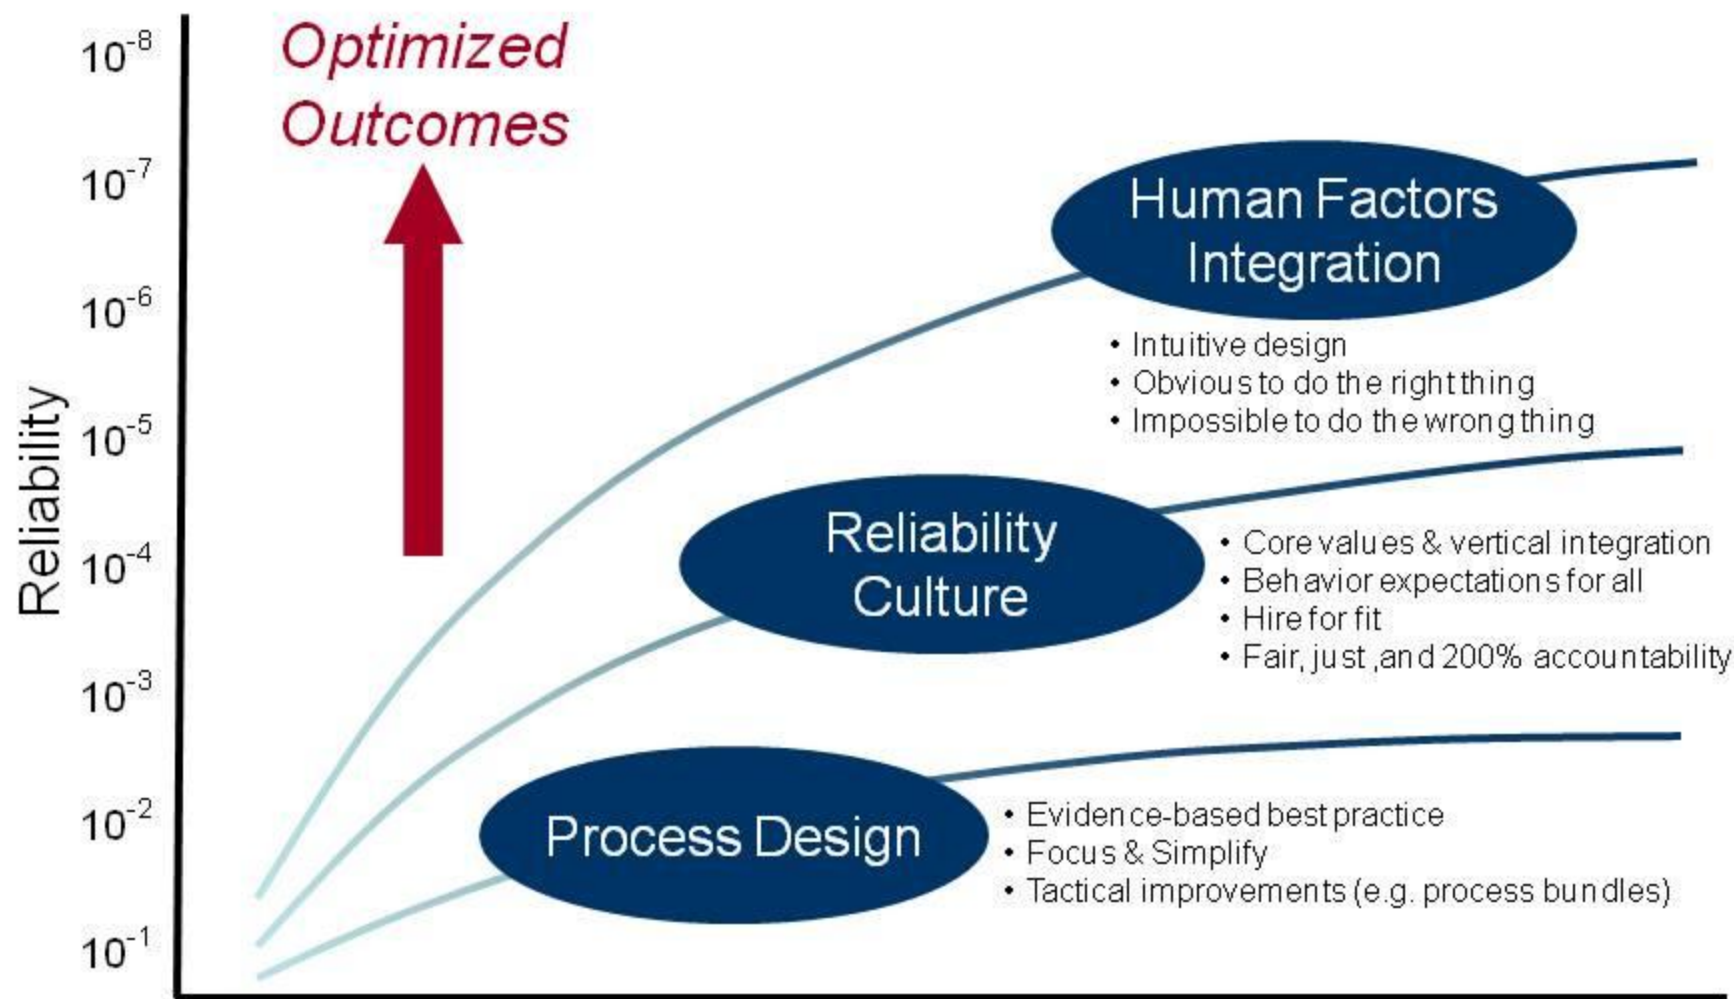 Optimized
Outcomes
Reliability
10-8
10-7
10-6
10-5
10-4
10-3
10-2
10-1
Human Factors
Integration
• Intuitive design
• Obvious to do the right thing
• Impossible to do the wrong thing
Reliability
Culture
• Core values & vertical integration
• Behavior expectations for all
• Hire for fit
• Fair, just ,and 200% accountability
Process Design
• Evidence-based best practice
• Focus & Simplify
• Tactical improvements (e.g. process bundles)